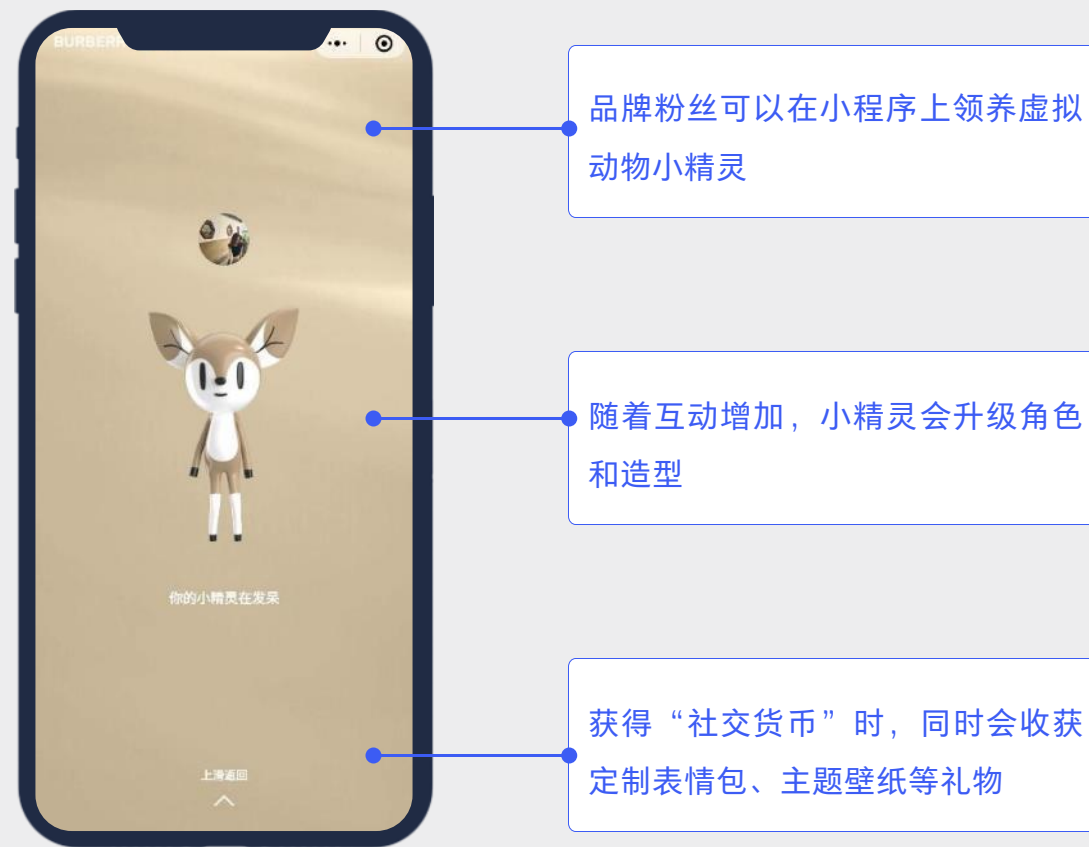 BURBERR
品牌粉丝可以在小程序上领养虚拟
动物小精灵
随着互动增加，小精灵会升级角色
和造型
你的小精灵在发呆
获得“社交货币”时，同时会收获
定制表情包、主题壁纸等礼物
上滑返回